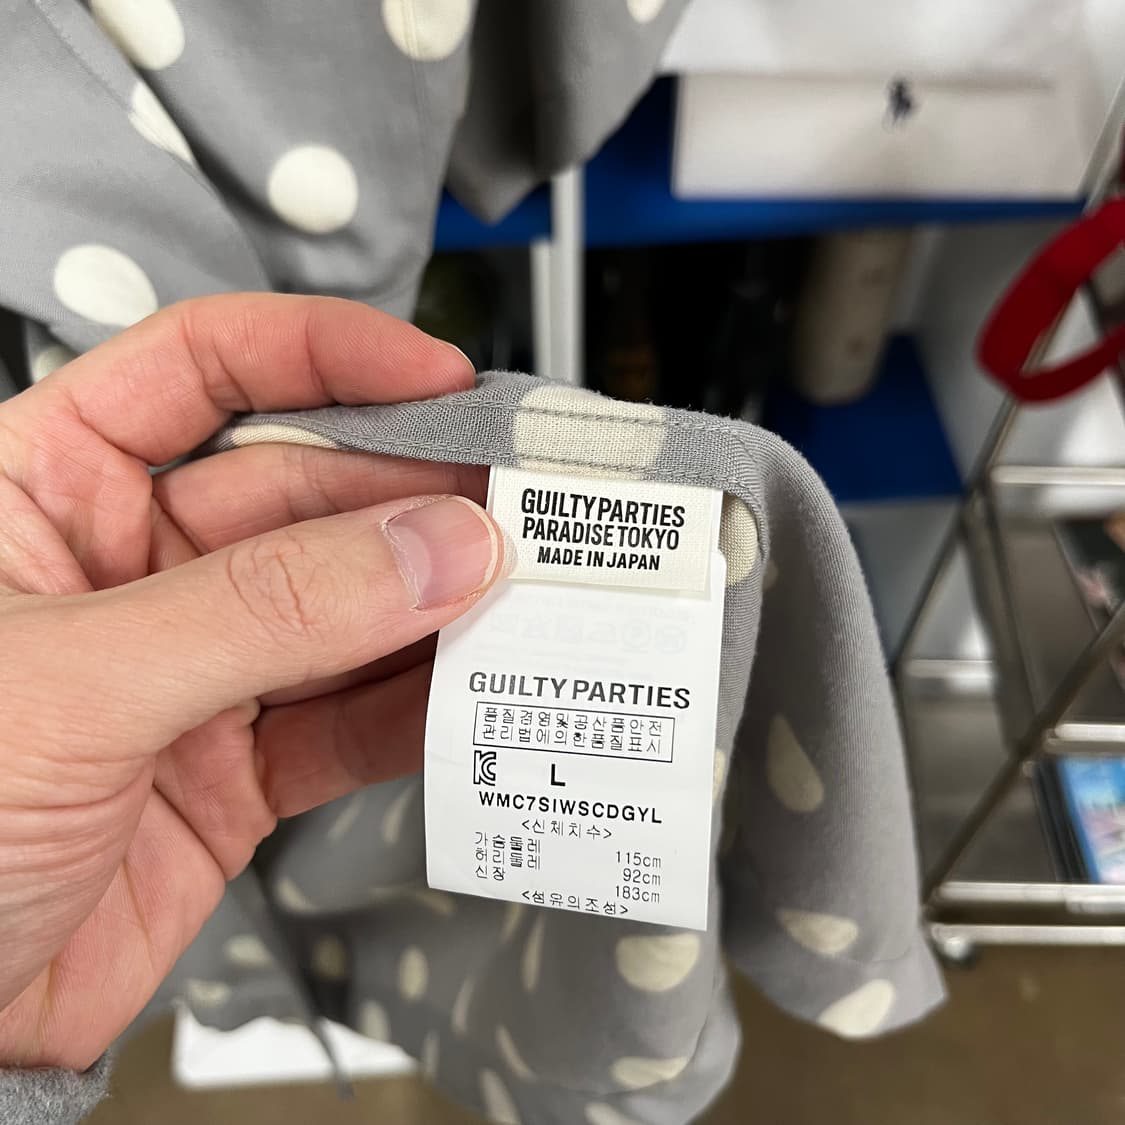 GUILTY PARTIES
PARADISE TOKYO
MADE IN JAPAN
GUILTY PARTIES
품질경영및공산품안전
관리법에의한품질표시
L
WMC7SIWSCDGYL
<신체치수>
가슴둘레 115cm
허리둘레 92cm
신장 183cm
<섬유의조성>